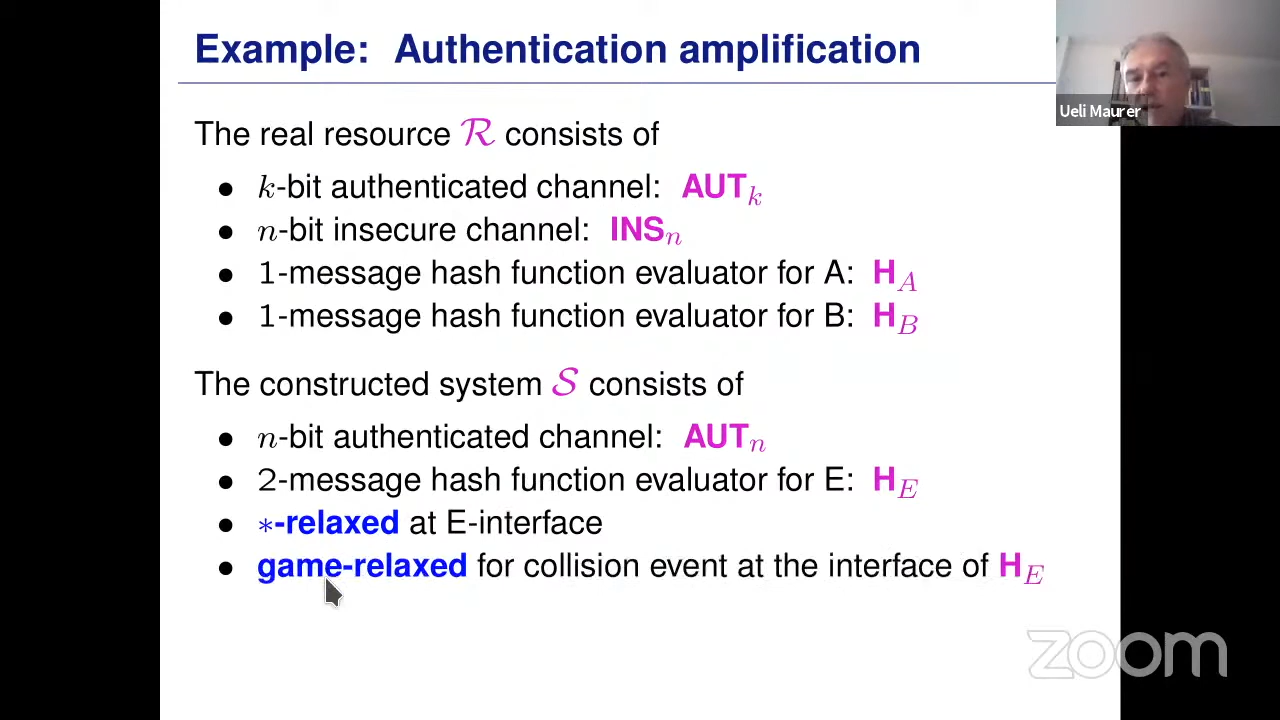 Example: Authentication amplification
Ueli Maurer
The real resource R consists of
• k-bit authenticated channel: AUTₖ
• n-bit insecure channel: INSₙ
• 1-message hash function evaluator for A: H_A
• 1-message hash function evaluator for B: H_B
The constructed system S consists of
• n-bit authenticated channel: AUTₙ
• 2-message hash function evaluator for E: H_E
• *-relaxed at E-interface
• game-relaxed for collision event at the interface of H_E
zoom